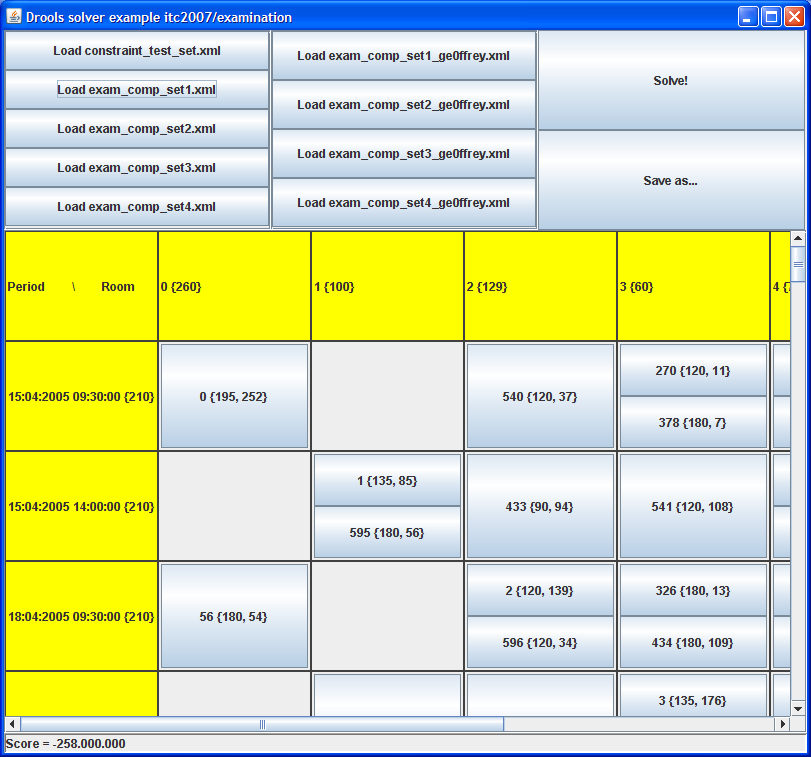 Drools solver example itc2007/examination
Load constraint_test_set.xml
Load exam_comp_set1.xml
Load exam_comp_set2.xml
Load exam_comp_set3.xml
Load exam_comp_set4.xml
Load exam_comp_set1_ge0ffrey.xml
Load exam_comp_set2_ge0ffrey.xml
Load exam_comp_set3_ge0ffrey.xml
Load exam_comp_set4_ge0ffrey.xml
Solve!
Save as...
Period \ Room 0 {260} 1 {100} 2 {129} 3 {60} 4
15:04:2005 09:30:00 {210} 0 {195, 252} 540 {120, 37} 270 {120, 11}
378 {180, 7}
15:04:2005 14:00:00 {210} 1 {135, 85} 433 {90, 94} 541 {120, 108}
595 {180, 56}
18:04:2005 09:30:00 {210} 56 {180, 54} 2 {120, 139} 326 {180, 13}
596 {120, 34} 434 {180, 109}
3 {135, 176}
Score = -258.000.000